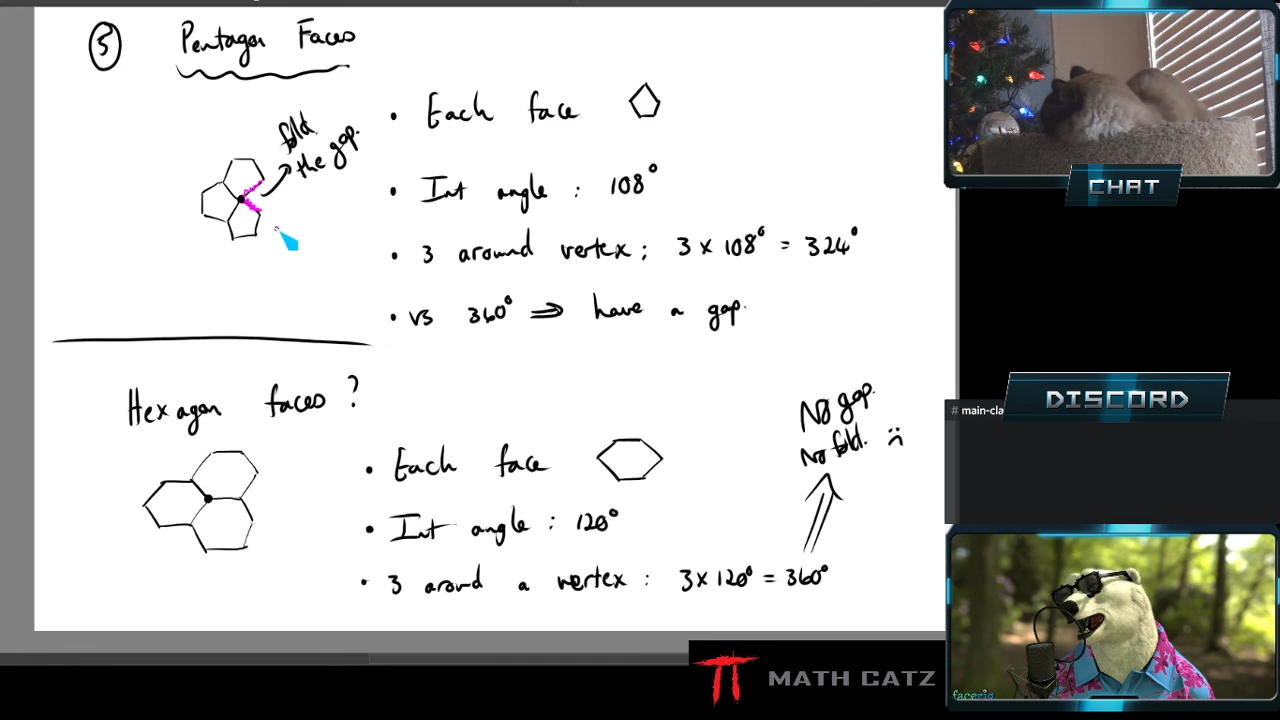 5 Pentagon Faces
fold
the gap.
• Each face
• Int angle : 108°
• 3 around vertex ; 3 x 108° = 324°
• vs 360° ⇒ have a gap.
Hexagon faces ?
• Each face
• Int angle : 120°
• 3 around a vertex : 3 x 120° = 360°
No gap.
No fold. :(
CHAT
DISCORD
# main-cla
facerig
MATH CATZ